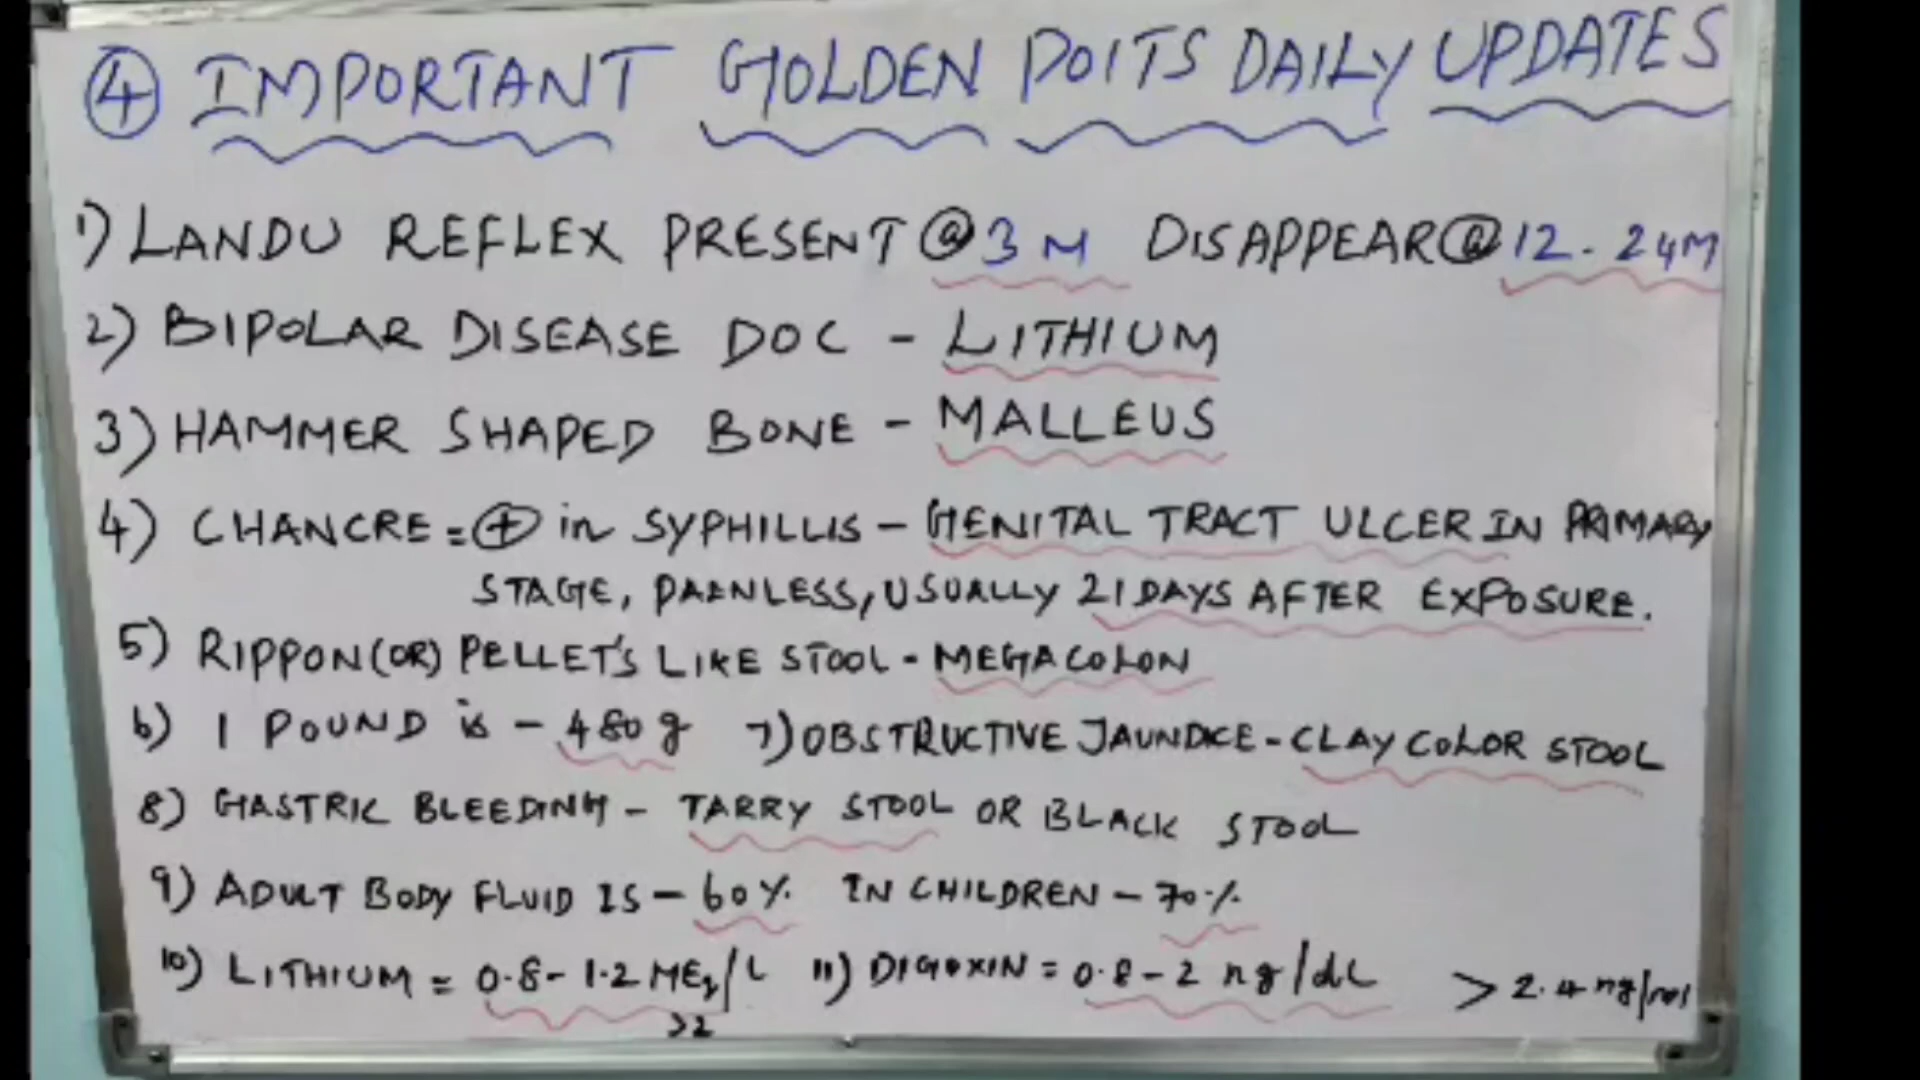 4 IMPORTANT GOLDEN POITS DAILY UPDATES
1) LANDU REFLEX PRESENT @ 3 M DISAPPEAR @ 12 - 24M
2) BIPOLAR DISEASE DOC - LITHIUM
3) HAMMER SHAPED BONE - MALLEUS
4) CHANCRE = + in SYPHILLIS - GENITAL TRACT ULCER IN PRIMARY
STAGE, PAINLESS, USUALLY 21 DAYS AFTER EXPOSURE.
5) RIPPON (OR) PELLET'S LIKE STOOL - MEGACOLON
6) 1 POUND is - 480 g 7) OBSTRUCTIVE JAUNDICE - CLAY COLOR STOOL
8) GASTRIC BLEEDING - TARRY STOOL OR BLACK STOOL
9) ADULT BODY FLUID IS - 60% IN CHILDREN - 70%
10) LITHIUM = 0.8 - 1.2 MEq/L 11) DIGOXIN = 0.8 - 2 ng/dL > 2.4 ng/ml
>2